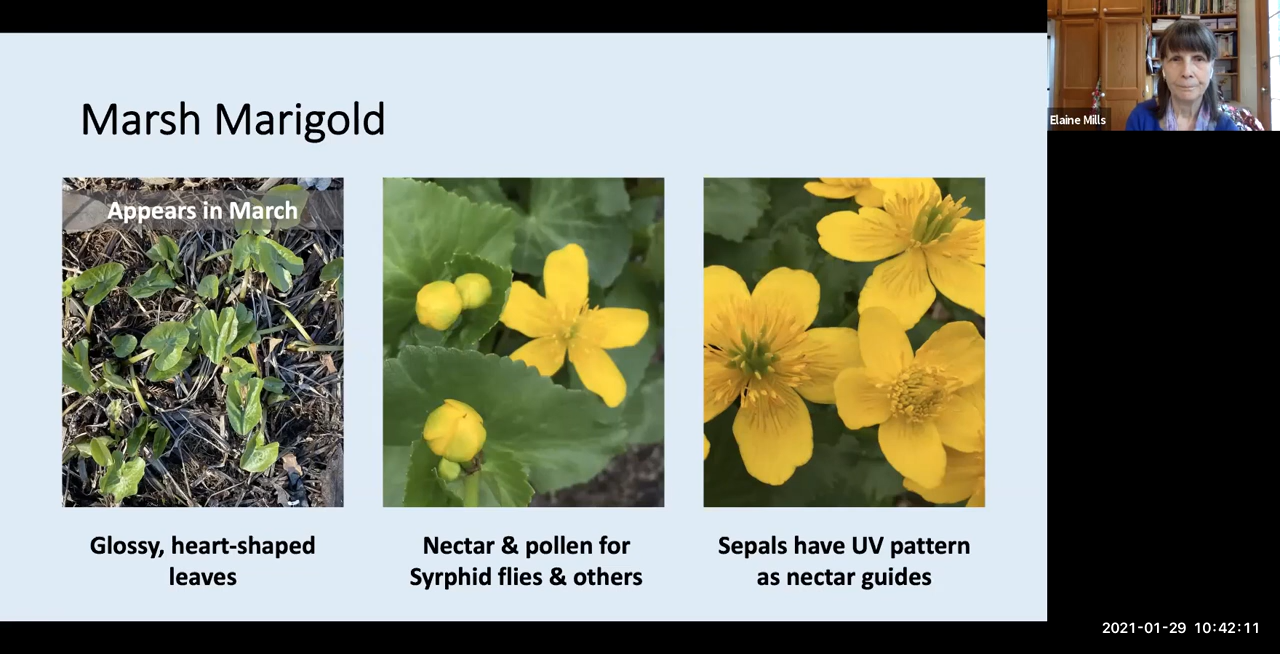 Marsh Marigold
Appears in March
Glossy, heart-shaped
leaves
Nectar & pollen for
Syrphid flies & others
Sepals have UV pattern
as nectar guides
Elaine Mills
2021-01-29 10:42:11